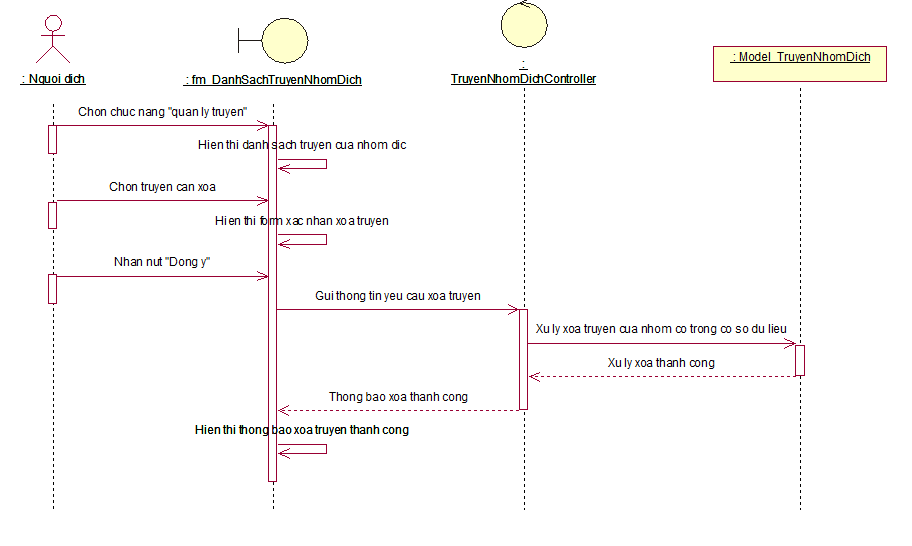 : Nguoi dich
: fm_DanhSachTruyenNhomDich
:
TruyenNhomDichController
: Model_TruyenNhomDich
Chon chuc nang "quan ly truyen"
Hien thi danh sach truyen cua nhom dic
Chon truyen can xoa
Hien thi form xac nhan xoa truyen
Nhan nut "Dong y"
Gui thong tin yeu cau xoa truyen
Xu ly xoa truyen cua nhom co trong co so du lieu
Xu ly xoa thanh cong
Thong bao xoa thanh cong
Hien thi thong bao xoa truyen thanh cong